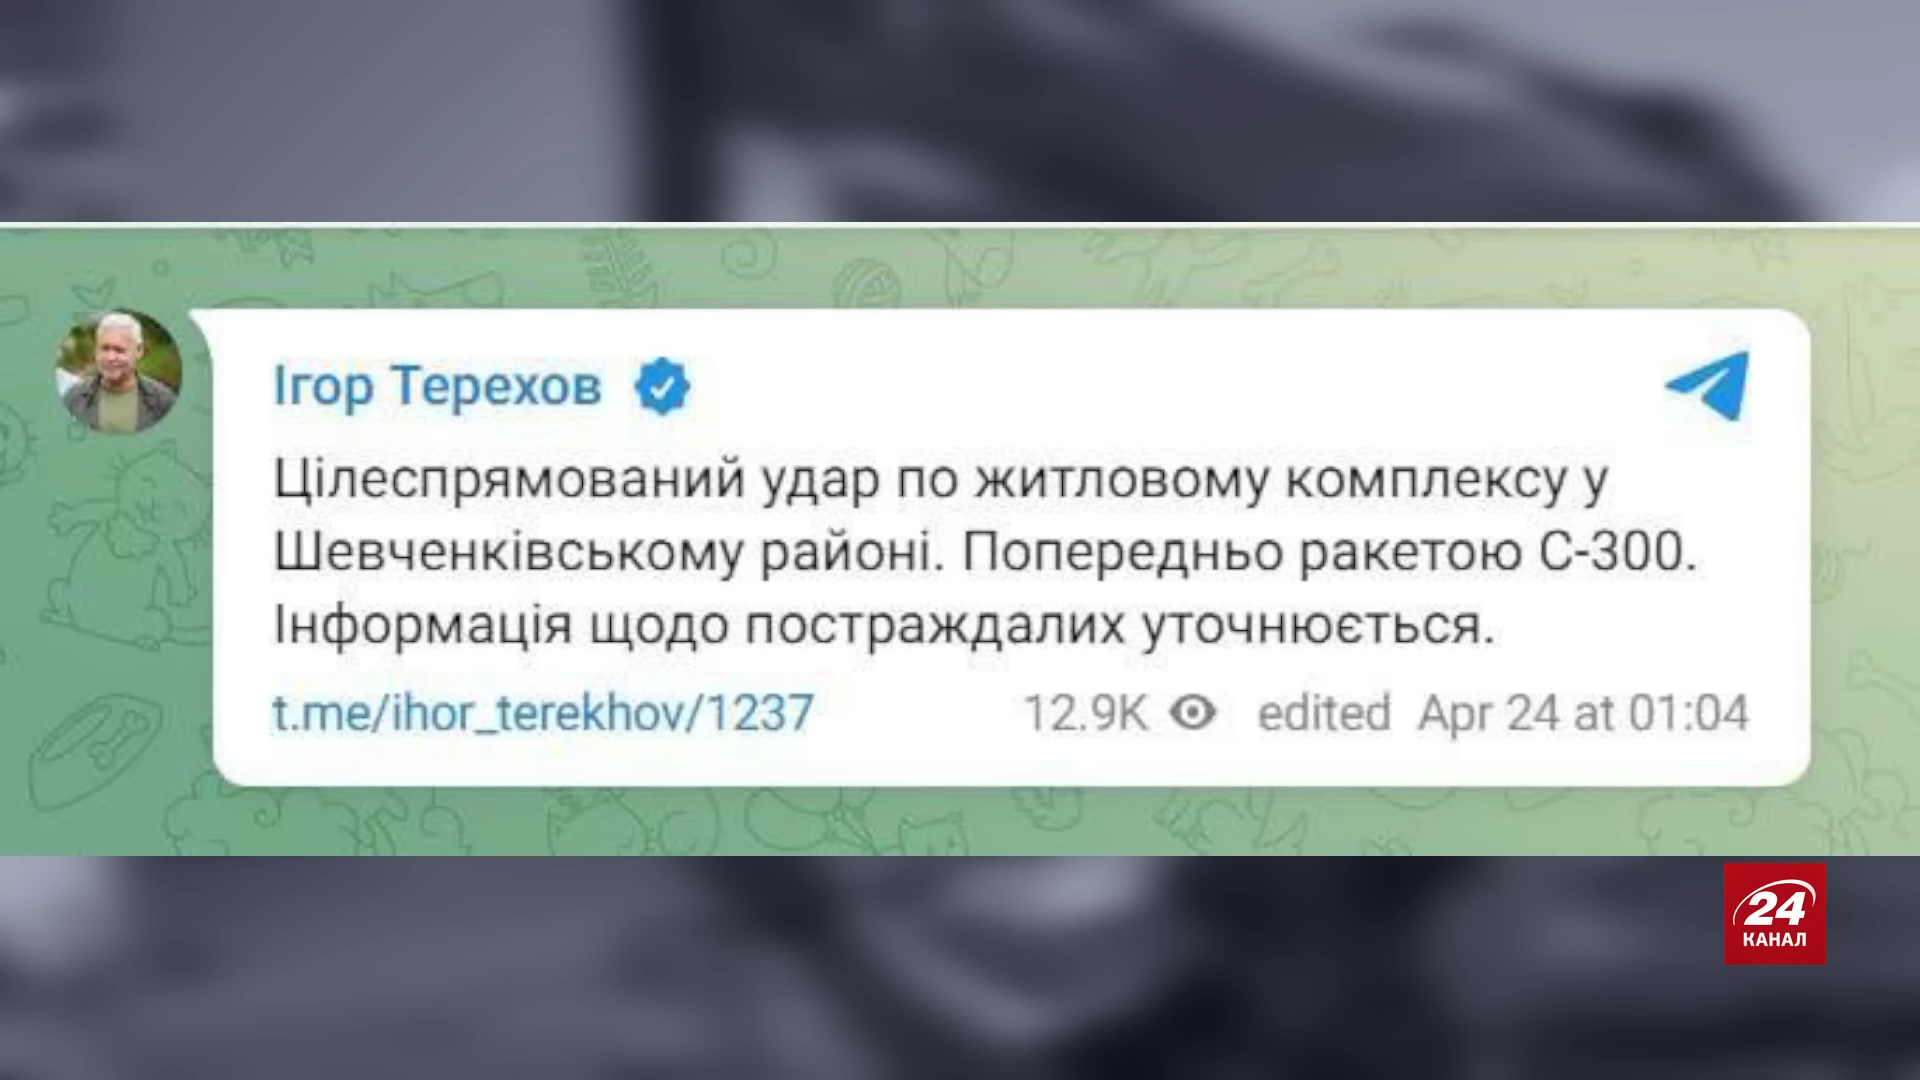 Ігор Терехов
Цілеспрямований удар по житловому комплексу у
Шевченківському районі. Попередньо ракетою С-300.
Інформація щодо постраждалих уточнюється.
t.me/ihor_terekhov/1237 12.9K edited Apr 24 at 01:04
24
КАНАЛ